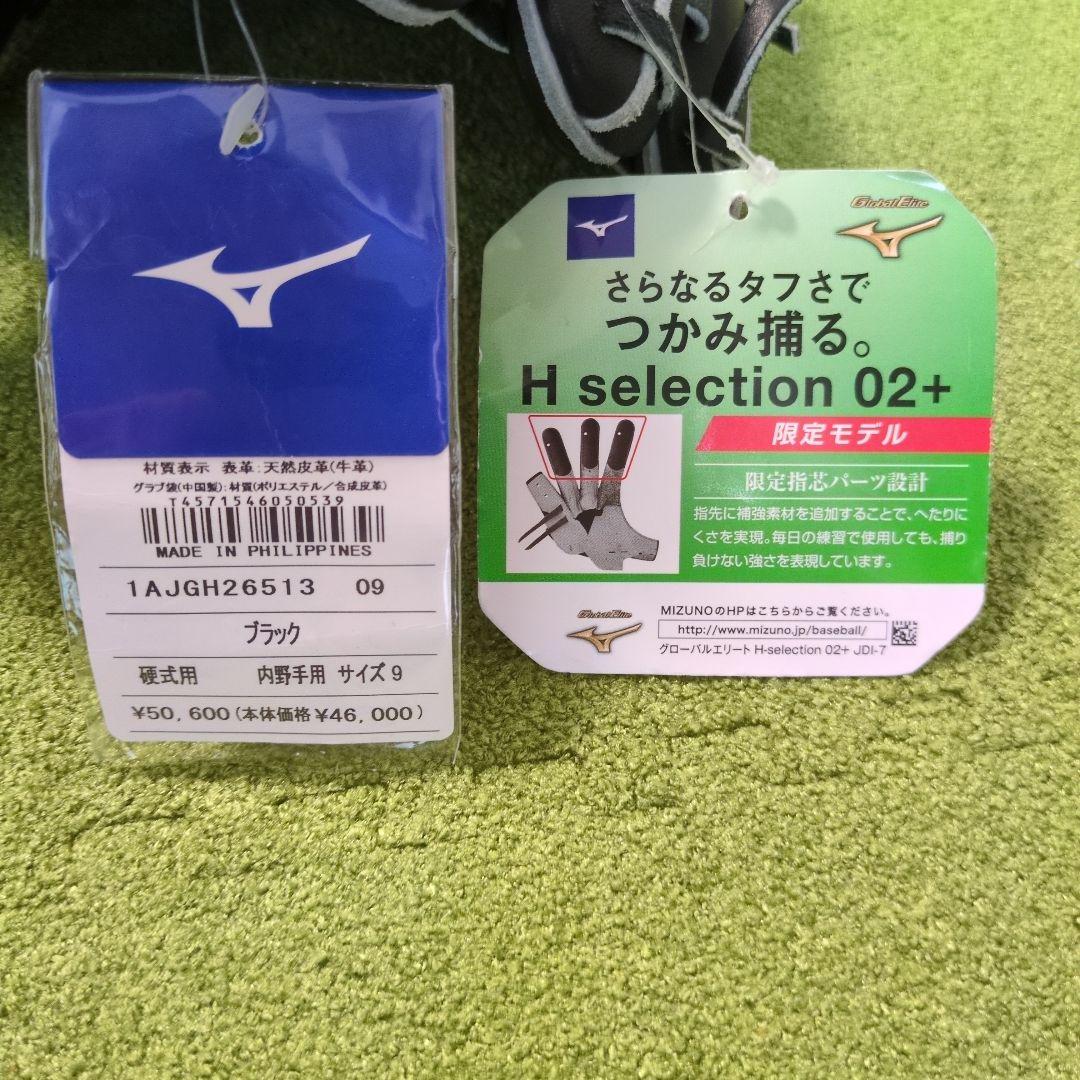 材質表示 表革:天然皮革(牛革)
グラブ袋(中国製):材質(ポリエステル/合成皮革)
T4571546050539
MADE IN PHILIPPINES
1AJGH26513 09
ブラック
硬式用 内野手用 サイズ9
¥50,600(本体価格¥46,000)
Global Elite
さらなるタフさで
つかみ捕る。
H selection 02+
限定モデル
限定指芯パーツ設計
指先に補強素材を追加することで、へたりに
くさを実現。毎日の練習で使用しても、捕り
負けない強さを表現しています。
Global Elite
MIZUNOのHPはこちらからご覧ください。
http://www.mizuno.jp/baseball/
グローバルエリート H-selection 02+ JDI-7